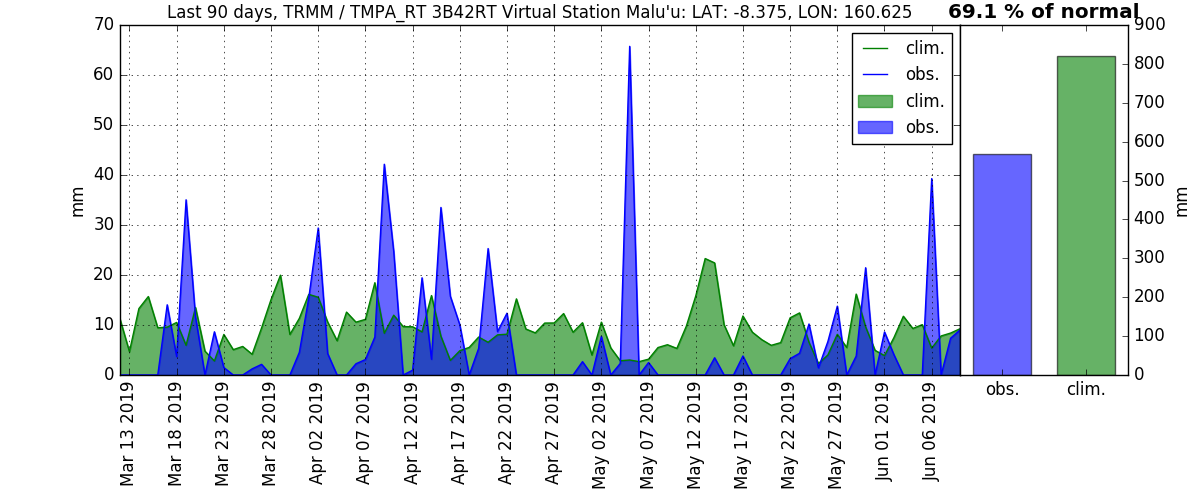 Last 90 days, TRMM / TMPA_RT 3B42RT Virtual Station Malu'u: LAT: -8.375, LON: 160.625
69.1 % of normal
70
60
50
40
30
20
10
0
mm
clim.
obs.
clim.
obs.
900
800
700
600
500
400
300
200
100
0
mm
obs.
clim.
Mar 13 2019
Mar 18 2019
Mar 23 2019
Mar 28 2019
Apr 02 2019
Apr 07 2019
Apr 12 2019
Apr 17 2019
Apr 22 2019
Apr 27 2019
May 02 2019
May 07 2019
May 12 2019
May 17 2019
May 22 2019
May 27 2019
Jun 01 2019
Jun 06 2019